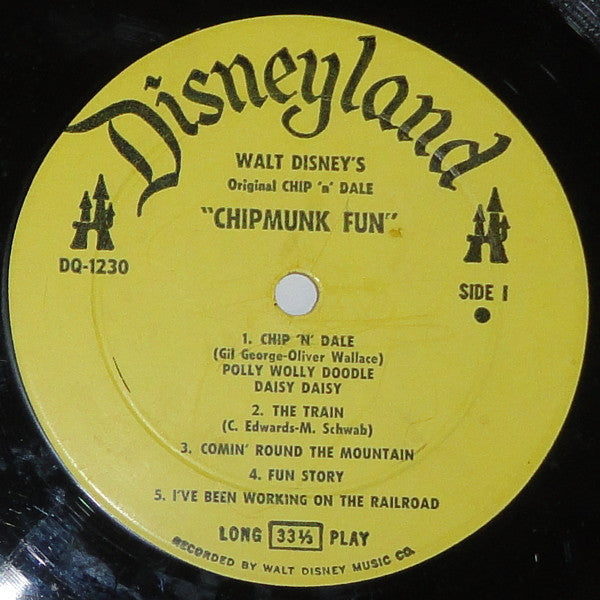 Disneyland
WALT DISNEY'S
Original CHIP 'n' DALE
"CHIPMUNK FUN"
DQ-1230
SIDE I
1. CHIP 'N' DALE
(Gil George-Oliver Wallace)
POLLY WOLLY DOODLE
DAISY DAISY
2. THE TRAIN
(C. Edwards-M. Schwab)
3. COMIN' ROUND THE MOUNTAIN
4. FUN STORY
5. I'VE BEEN WORKING ON THE RAILROAD
LONG 33⅓ PLAY
RECORDED BY WALT DISNEY MUSIC CO.